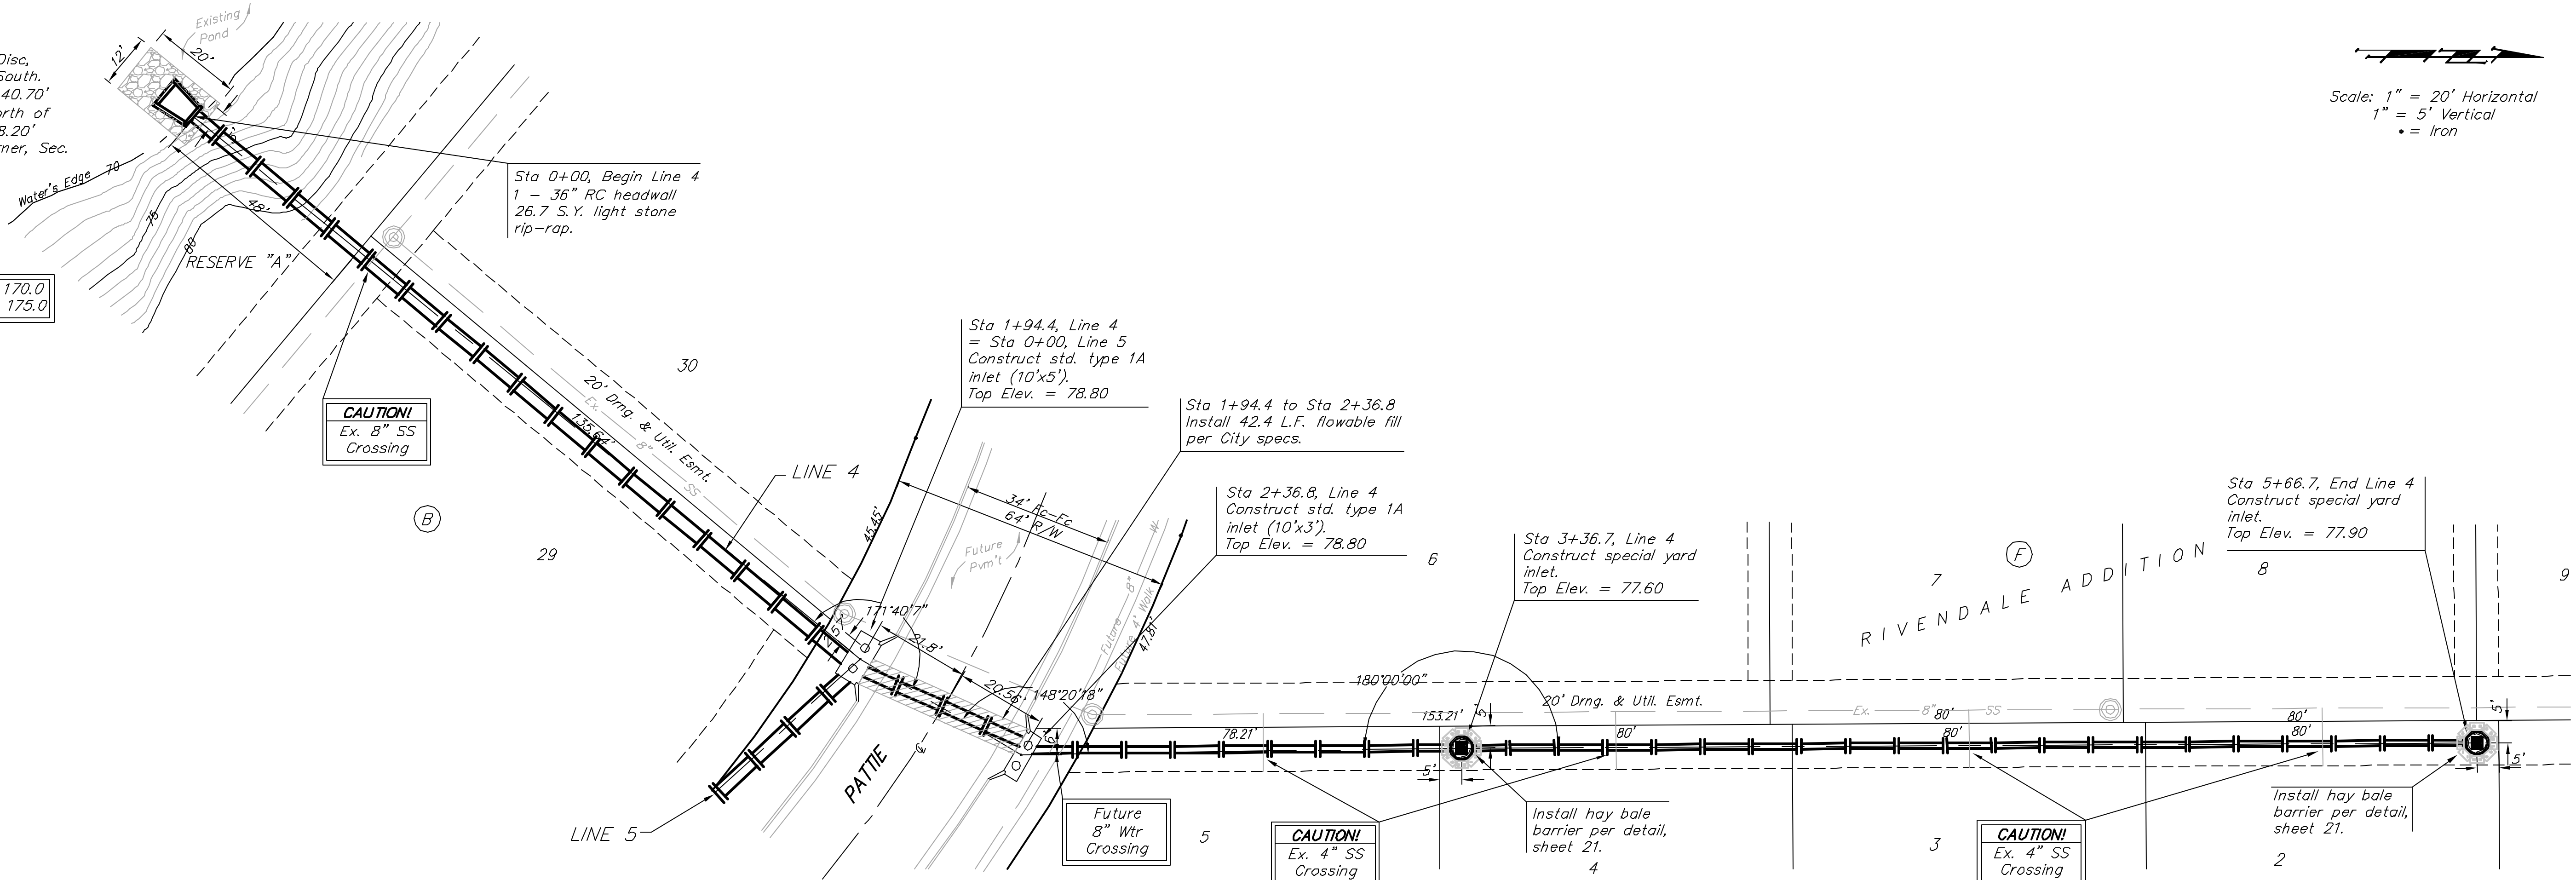 Existing
Pond
12'
20'
Disc,
South.
40.70'
orth of
8.20'
rner, Sec.
Water's Edge
70
75
80
48'
RESERVE "A"
170.0
175.0
Sta 0+00, Begin Line 4
1 - 36" RC headwall
26.7 S.Y. light stone
rip-rap.
Scale: 1" = 20' Horizontal
1" = 5' Vertical
• = Iron
CAUTION!
Ex. 8" SS
Crossing
B
29
30
20' Drng. & Util. Esmt.
Ex. 8" SS
135.64'
LINE 4
LINE 5
Sta 1+94.4, Line 4
= Sta 0+00, Line 5
Construct std. type 1A
inlet (10'x5').
Top Elev. = 78.80
Sta 1+94.4 to Sta 2+36.8
Install 42.4 L.F. flowable fill
per City specs.
Sta 2+36.8, Line 4
Construct std. type 1A
inlet (10'x3').
Top Elev. = 78.80
45.45'
34' Fc-Fc
64' R/W
Future
Pvm't
Future 8" W
Future 4' Walk
47.81'
171°40'7"
21.8'
20.56'
148°20'18"
PATTIE
Future
8" Wtr
Crossing
5
6
Sta 3+36.7, Line 4
Construct special yard
inlet.
Top Elev. = 77.60
180°00'00"
153.21'
78.21'
5'
5'
20' Drng. & Util. Esmt.
80'
Ex. 8" SS
80'
80'
80'
80'
CAUTION!
Ex. 4" SS
Crossing
Install hay bale
barrier per detail,
sheet 21.
4
7
F
RIVENDALE ADDITION
8
9
3
CAUTION!
Ex. 4" SS
Crossing
2
Sta 5+66.7, End Line 4
Construct special yard
inlet.
Top Elev. = 77.90
5'
5'
Install hay bale
barrier per detail,
sheet 21.